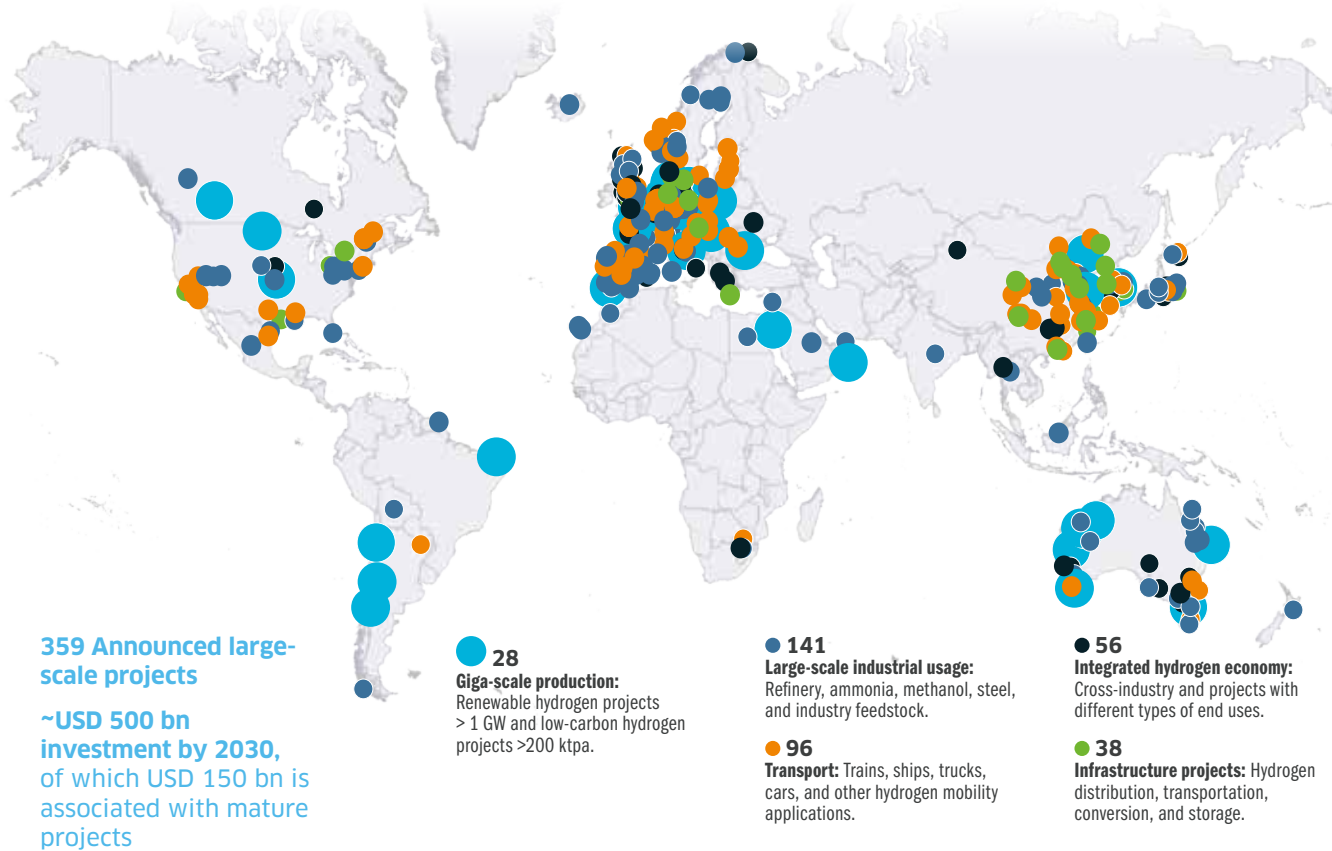 359 Announced large-
scale projects
~USD 500 bn
investment by 2030,
of which USD 150 bn is
associated with mature
projects
28
Giga-scale production:
Renewable hydrogen projects
> 1 GW and low-carbon hydrogen
projects >200 ktpa.
141
Large-scale industrial usage:
Refinery, ammonia, methanol, steel,
and industry feedstock.
96
Transport: Trains, ships, trucks,
cars, and other hydrogen mobility
applications.
56
Integrated hydrogen economy:
Cross-industry and projects with
different types of end uses.
38
Infrastructure projects: Hydrogen
distribution, transportation,
conversion, and storage.